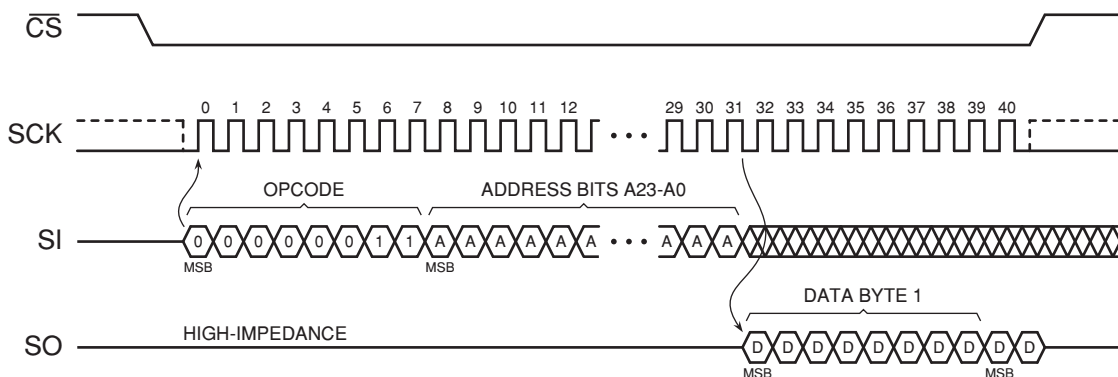 CS
0 1 2 3 4 5 6 7 8 9 10 11 12 29 30 31 32 33 34 35 36 37 38 39 40
SCK
OPCODE ADDRESS BITS A23-A0
SI 0 0 0 0 0 0 1 1 A A A A A A A A A
MSB MSB
DATA BYTE 1
HIGH-IMPEDANCE
SO D D D D D D D D D D
MSB MSB